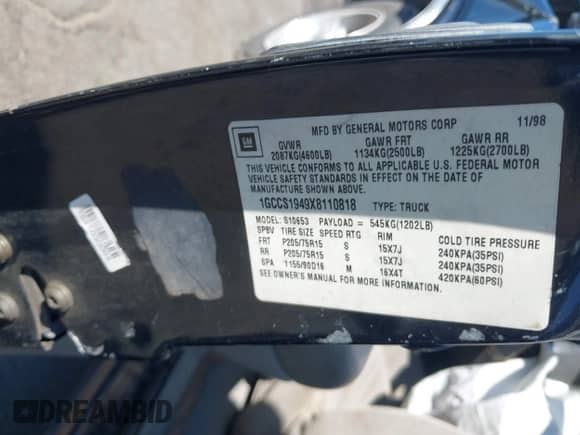 GM
MFD BY GENERAL MOTORS CORP 11/98
GVWR GAWR FRT GAWR RR
2087KG(4600LB) 1134KG(2500LB) 1225KG(2700LB)
THIS VEHICLE CONFORMS TO ALL APPLICABLE U.S. FEDERAL MOTOR
VEHICLE SAFETY STANDARDS IN EFFECT ON THE DATE OF
MANUFACTURE SHOWN ABOVE.
1GCCS1949X8110818 TYPE: TRUCK
MODEL: S10653 PAYLOAD = 545KG(1202LB)
SPBV TIRE SIZE SPEED RTG RIM COLD TIRE PRESSURE
FRT P205/75R15 S 15X7J 240KPA(35PSI)
RR P205/75R15 S 15X7J 240KPA(35PSI)
SPA T155/90D16 M 16X4T 420KPA(60PSI)
SEE OWNER'S MANUAL FOR MORE INFORMATION.
DREAMBID